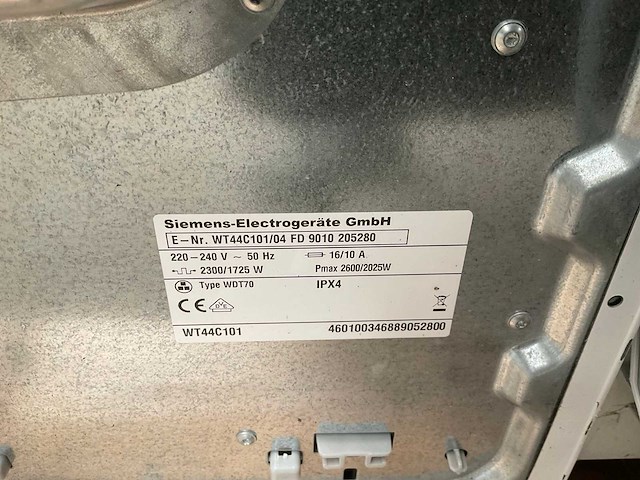 Siemens-Electrogeräte GmbH
E-Nr. WT44C101/04 FD 9010 205280
220-240 V ~ 50 Hz 16/10 A
2300/1725 W Pmax 2600/2025W
Type WDT70 IPX4
CE
WT44C101 460100346889052800